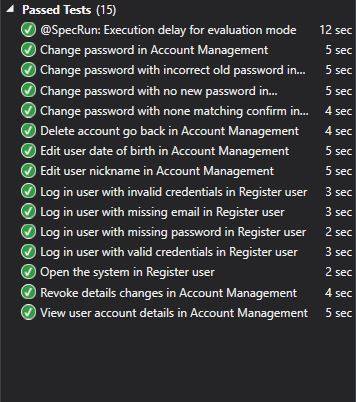 Passed Tests (15)
@SpecRun: Execution delay for evaluation mode 12 sec
Change password in Account Management 5 sec
Change password with incorrect old password in... 5 sec
Change password with no new password in... 5 sec
Change password with none matching confirm in... 4 sec
Delete account go back in Account Management 4 sec
Edit user date of birth in Account Management 5 sec
Edit user nickname in Account Management 5 sec
Log in user with invalid credentials in Register user 3 sec
Log in user with missing email in Register user 3 sec
Log in user with missing password in Register user 2 sec
Log in user with valid credentials in Register user 3 sec
Open the system in Register user 2 sec
Revoke details changes in Account Management 4 sec
View user account details in Account Management 5 sec